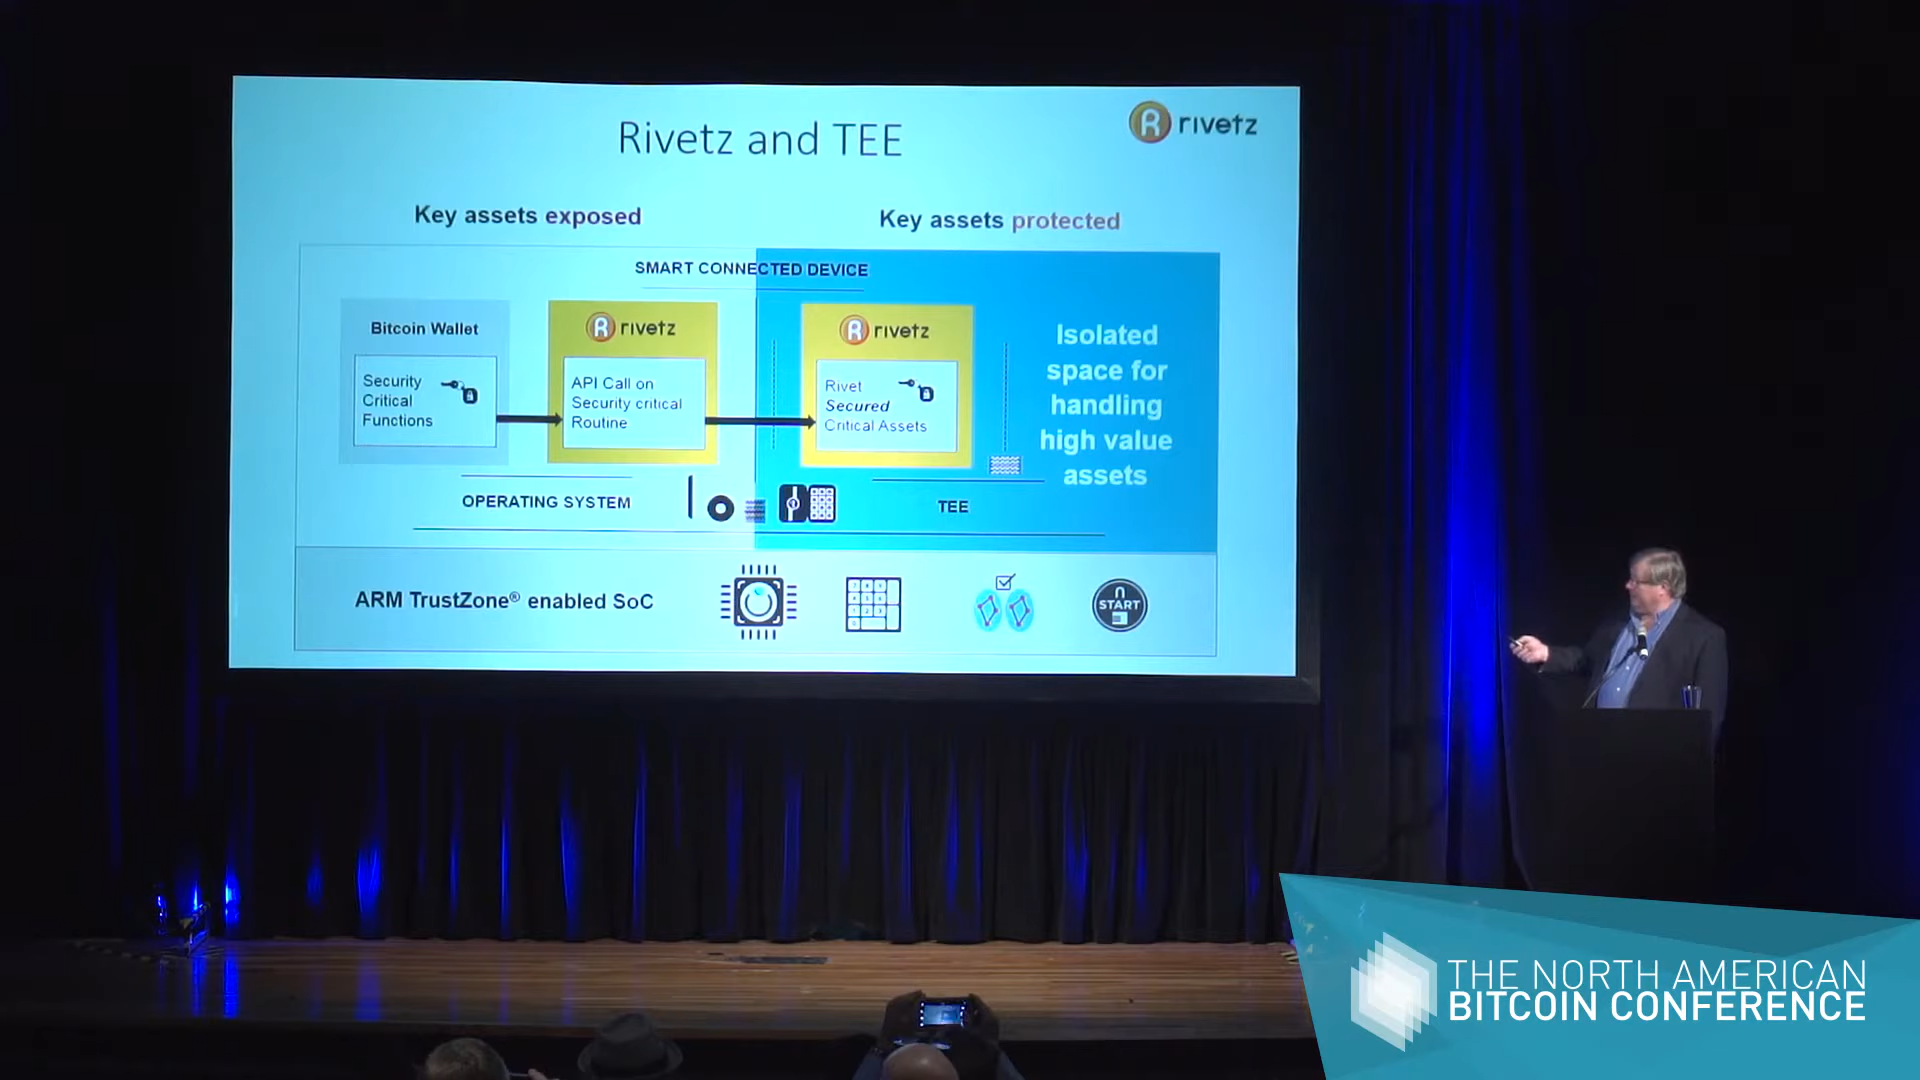 Rivetz and TEE
rivetz
Key assets exposed
Key assets protected
SMART CONNECTED DEVICE
Bitcoin Wallet
Security
Critical
Functions
rivetz
API Call on
Security critical
Routine
rivetz
Rivet
Secured
Critical Assets
Isolated
space for
handling
high value
assets
OPERATING SYSTEM
TEE
ARM TrustZone® enabled SoC
START
THE NORTH AMERICAN
BITCOIN CONFERENCE